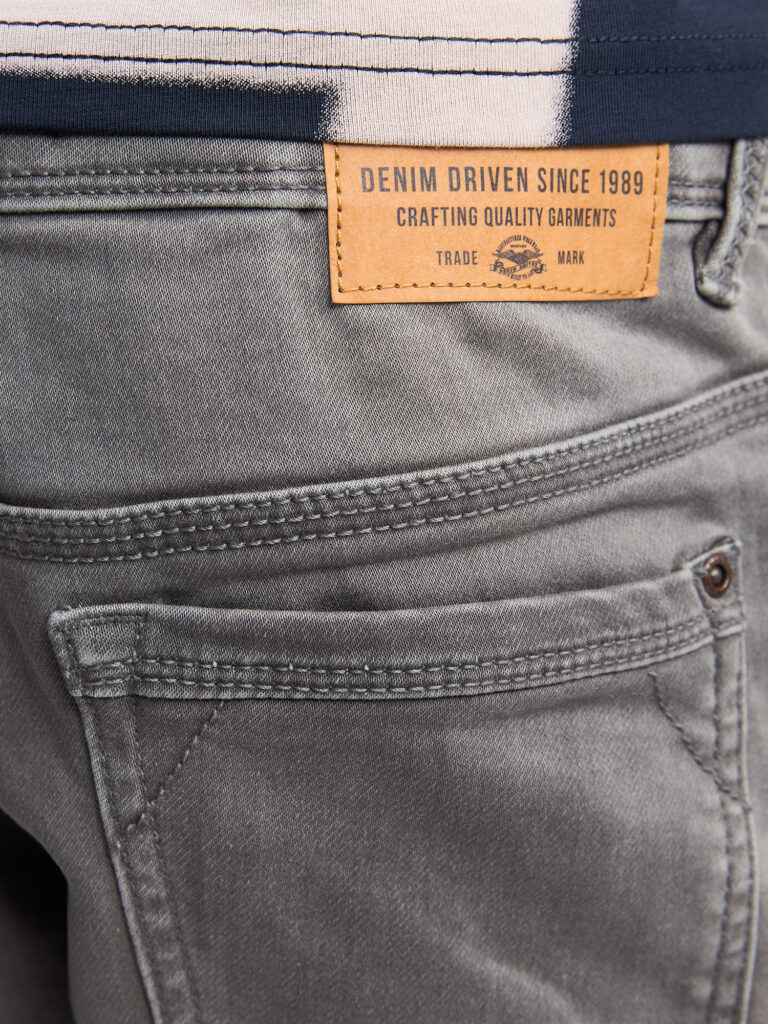 DENIM DRIVEN SINCE 1989
CRAFTING QUALITY GARMENTS
TRADE MARK